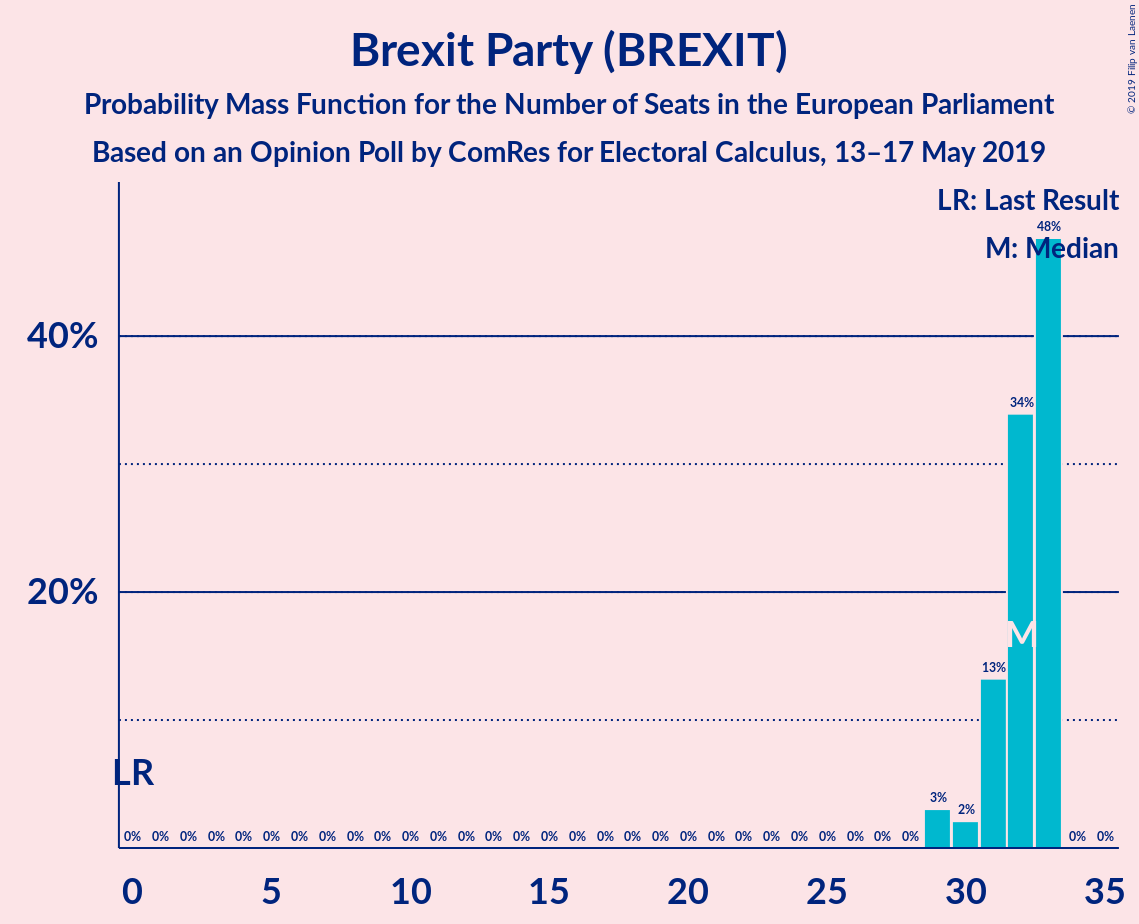 Brexit Party (BREXIT)
Probability Mass Function for the Number of Seats in the European Parliament
Based on an Opinion Poll by ComRes for Electoral Calculus, 13–17 May 2019
© 2019 Filip van Laenen
LR: Last Result
M: Median
48%
40%
34%
20%
M
13%
LR
3%
2%
0% 0% 0% 0% 0% 0% 0% 0% 0% 0% 0% 0% 0% 0% 0% 0% 0% 0% 0% 0% 0% 0% 0% 0% 0% 0% 0% 0% 0% 0% 0%
0 5 10 15 20 25 30 35